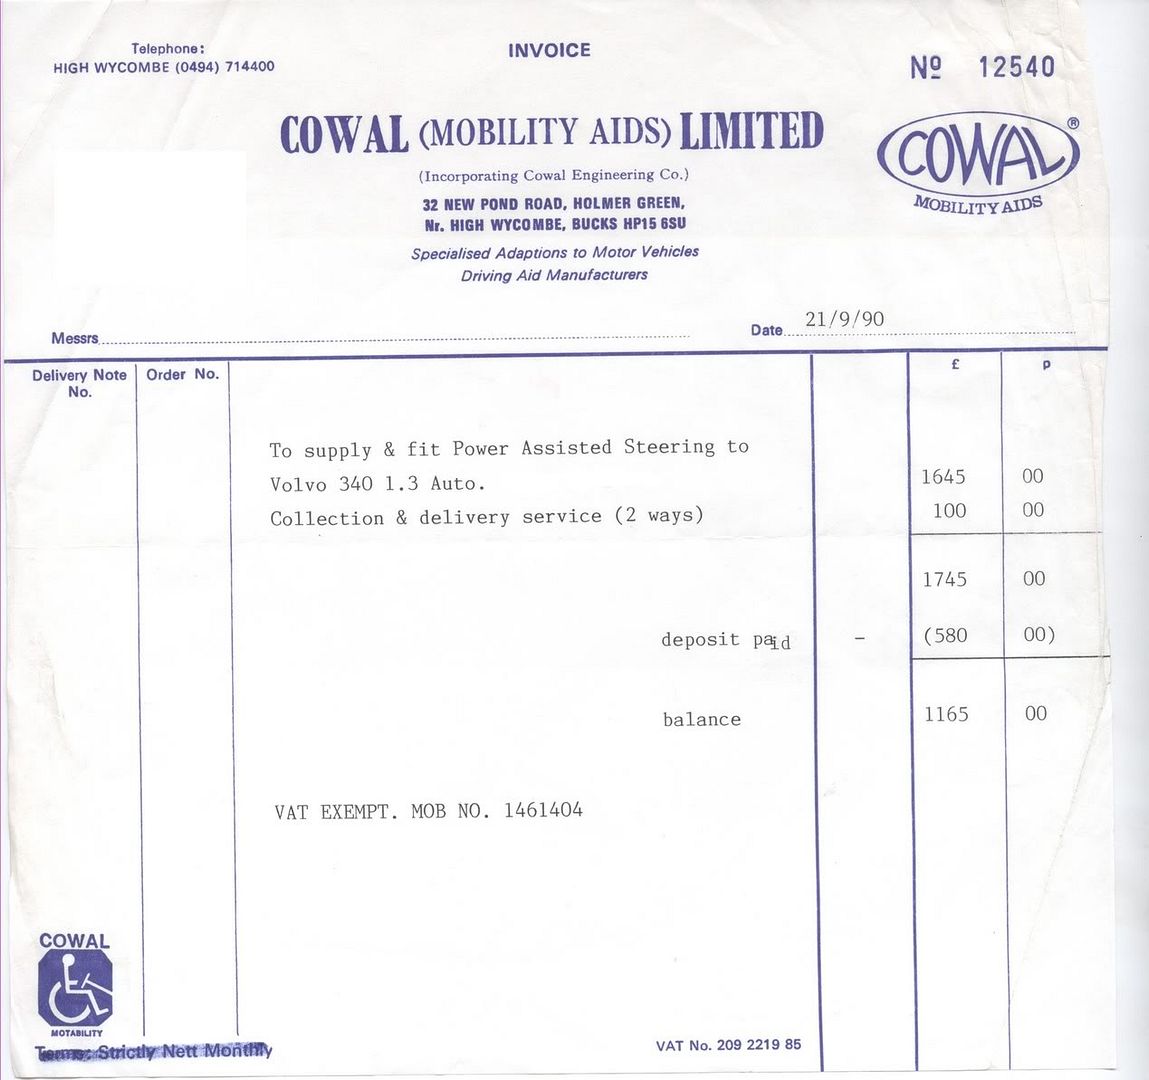 Telephone:
HIGH WYCOMBE (0494) 714400
INVOICE
Nº 12540
COWAL (MOBILITY AIDS) LIMITED
(Incorporating Cowal Engineering Co.)
32 NEW POND ROAD, HOLMER GREEN,
Nr. HIGH WYCOMBE, BUCKS HP15 6SU
Specialised Adaptions to Motor Vehicles
Driving Aid Manufacturers
COWAL ®
MOBILITY AIDS
Messrs
Date 21/9/90
Delivery Note
No.
Order No.
£ p
To supply & fit Power Assisted Steering to
Volvo 340 1.3 Auto. 1645 00
Collection & delivery service (2 ways) 100 00
1745 00
deposit paid - (580 00)
balance 1165 00
VAT EXEMPT. MOB NO. 1461404
COWAL
MOTABILITY
Terms: Strictly Nett Monthly
VAT No. 209 2219 85